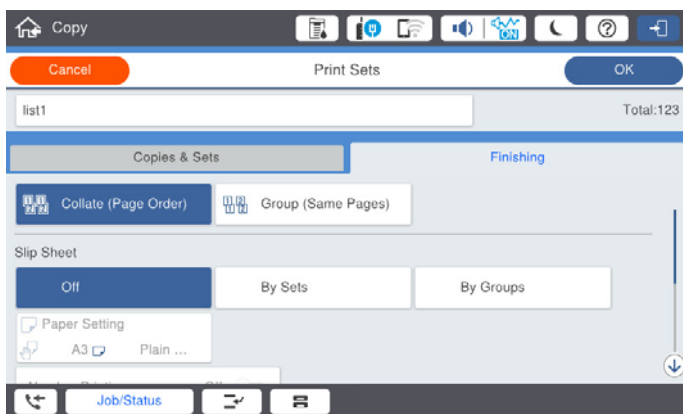 Copy
ON
Cancel
Print Sets
OK
list1
Total:123
Copies & Sets
Finishing
Collate (Page Order)
Group (Same Pages)
Slip Sheet
Off
By Sets
By Groups
Paper Setting
A3
Plain ...
Job/Status